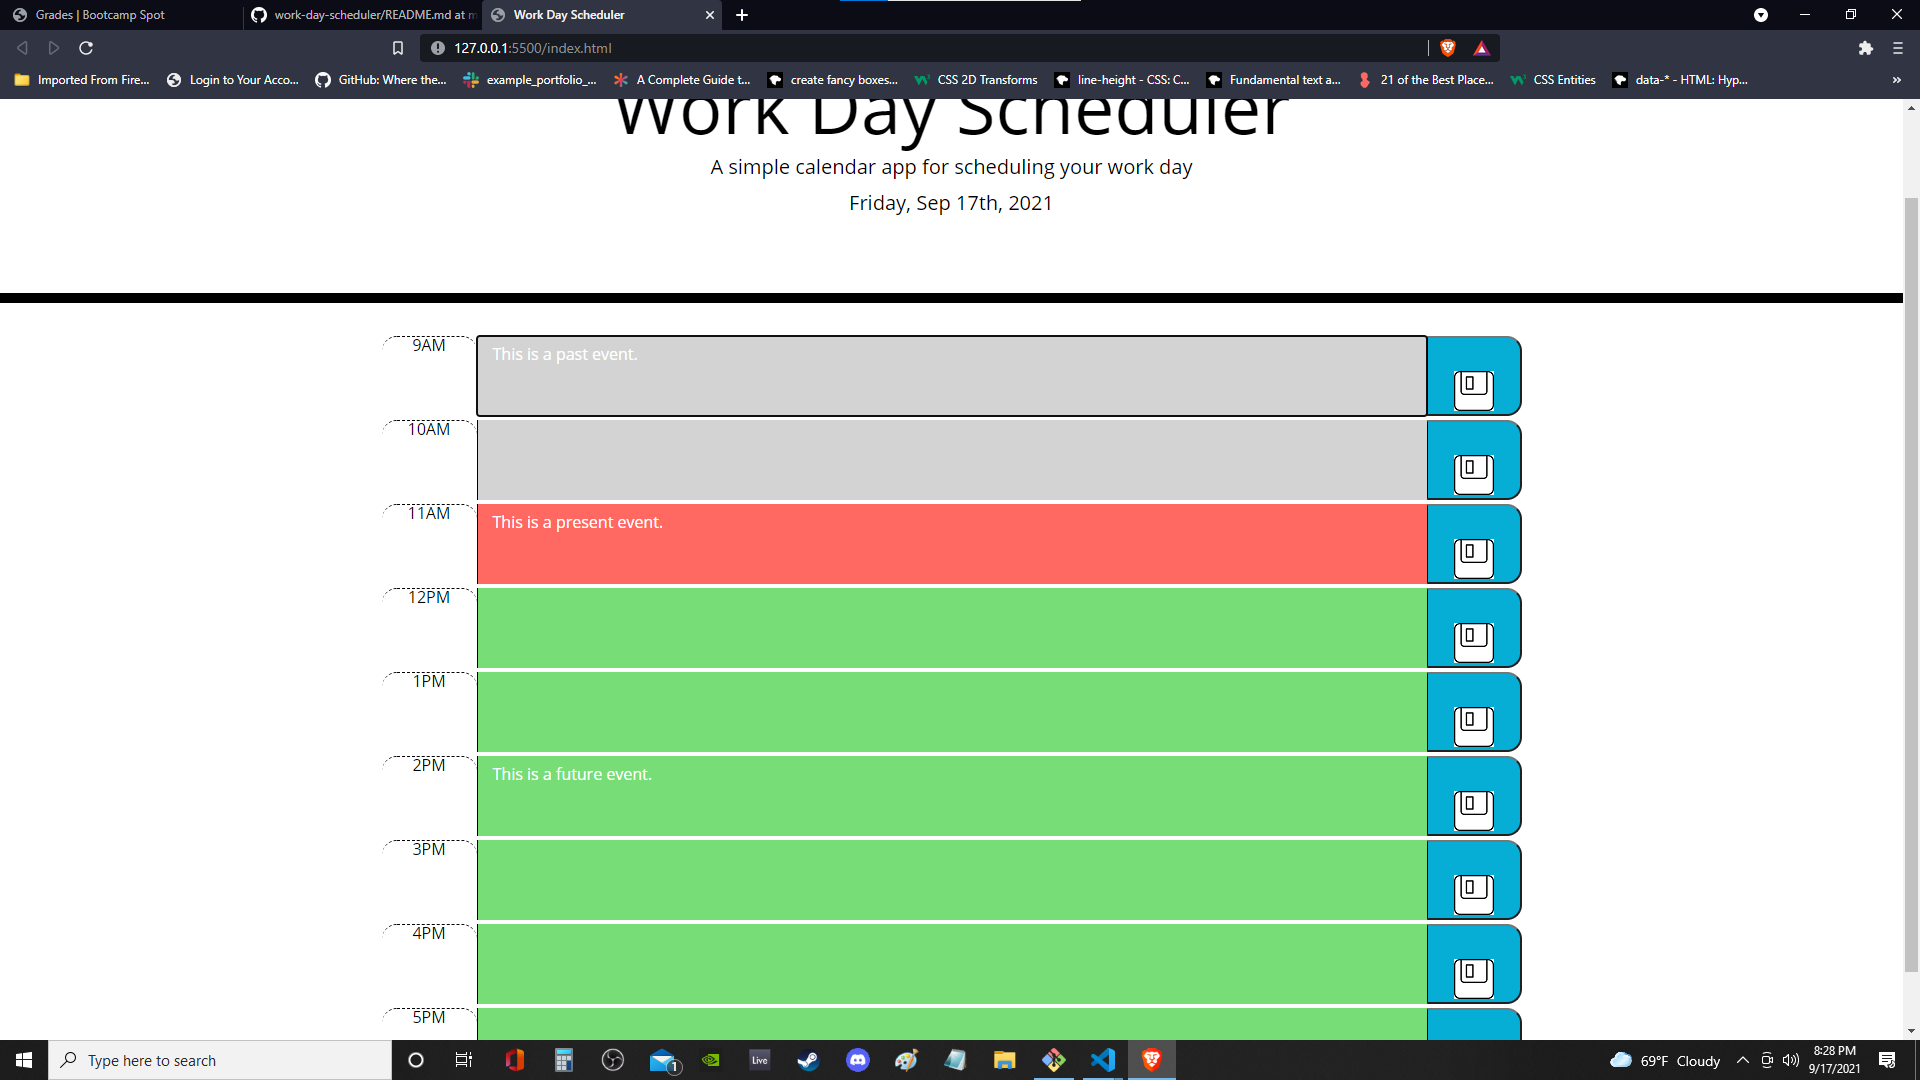 Grades | Bootcamp Spot
work-day-scheduler/README.md at m
Work Day Scheduler
127.0.0.1:5500/index.html
Imported From Fire...
Login to Your Acco...
GitHub: Where the...
example_portfolio_...
A Complete Guide t...
create fancy boxes...
CSS 2D Transforms
line-height - CSS: C...
Fundamental text a...
21 of the Best Place...
CSS Entities
data-* - HTML: Hyp...
»
Work Day Scheduler
A simple calendar app for scheduling your work day
Friday, Sep 17th, 2021
9AM
This is a past event.
10AM
11AM
This is a present event.
12PM
1PM
2PM
This is a future event.
3PM
4PM
5PM
Type here to search
1
Live
69°F Cloudy
8:28 PM
9/17/2021